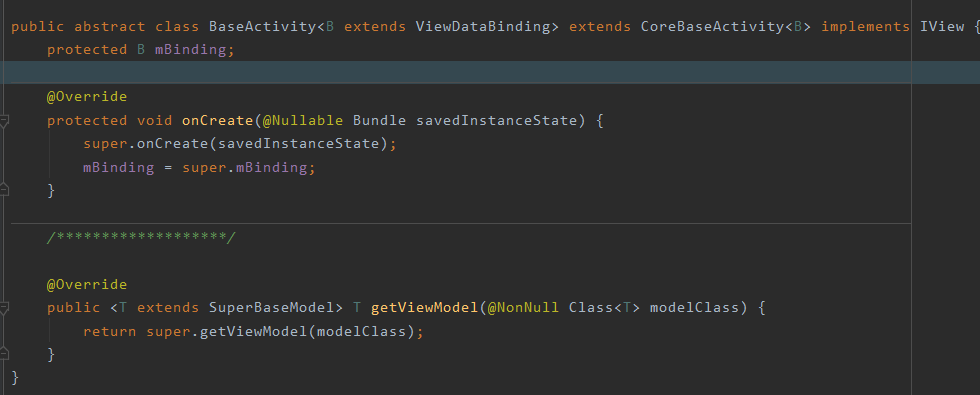 public abstract class BaseActivity<B extends ViewDataBinding> extends CoreBaseActivity<B> implements IView {
    protected B mBinding;

    @Override
    protected void onCreate(@Nullable Bundle savedInstanceState) {
        super.onCreate(savedInstanceState);
        mBinding = super.mBinding;
    }

    /*******************/

    @Override
    public <T extends SuperBaseModel> T getViewModel(@NonNull Class<T> modelClass) {
        return super.getViewModel(modelClass);
    }
}